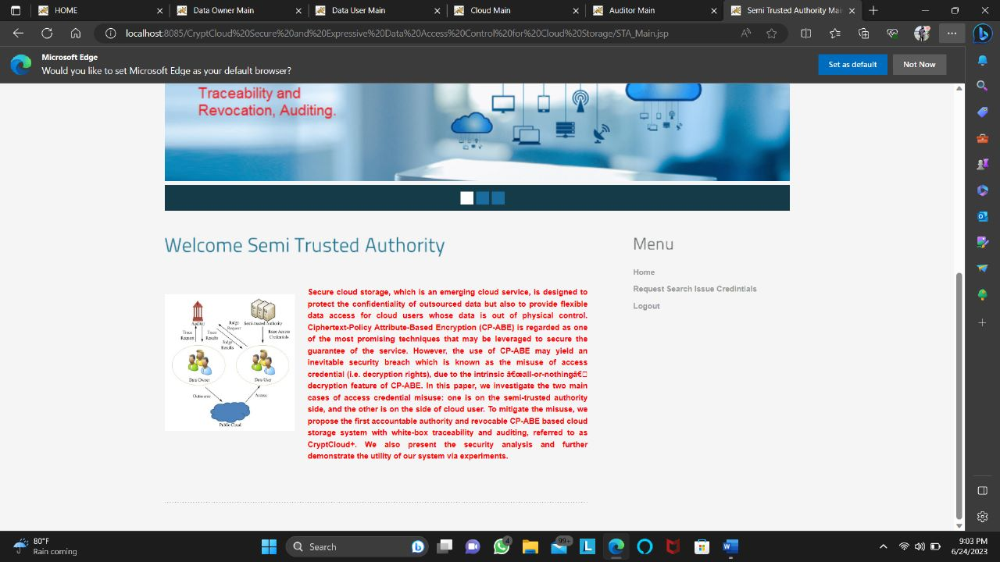 HOME
Data Owner Main
Data User Main
Cloud Main
Auditor Main
Semi Trusted Authority Mai
localhost:8085/CryptCloud%20Secure%20and%20Expressive%20Data%20Access%20Control%20for%20Cloud%20Storage/STA_Main.jsp
Microsoft Edge
Would you like to set Microsoft Edge as your default browser?
Set as default
Not Now
Traceability and
Revocation, Auditing.
Welcome Semi Trusted Authority
Auditor
Semi-trusted Authority
Judge
Request
Trace
Request
Trace
Results
Judge
Results
Issue Access
Credentials
Data Owner
Data User
Outsource
Access
Public Cloud
Secure cloud storage, which is an emerging cloud service, is designed to
protect the confidentiality of outsourced data but also to provide flexible
data access for cloud users whose data is out of physical control.
Ciphertext-Policy Attribute-Based Encryption (CP-ABE) is regarded as one
of the most promising techniques that may be leveraged to secure the
guarantee of the service. However, the use of CP-ABE may yield an
inevitable security breach which is known as the misuse of access
credential (i.e. decryption rights), due to the intrinsic â€œall-or-nothingâ€
decryption feature of CP-ABE. In this paper, we investigate the two main
cases of access credential misuse: one is on the semi-trusted authority
side, and the other is on the side of cloud user. To mitigate the misuse, we
propose the first accountable authority and revocable CP-ABE based cloud
storage system with white-box traceability and auditing, referred to as
CryptCloud+. We also present the security analysis and further
demonstrate the utility of our system via experiments.
Menu
Home
Request Search Issue Credintials
Logout
80°F
Rain coming
Search
4
99+
L
W
9:03 PM
6/24/2023